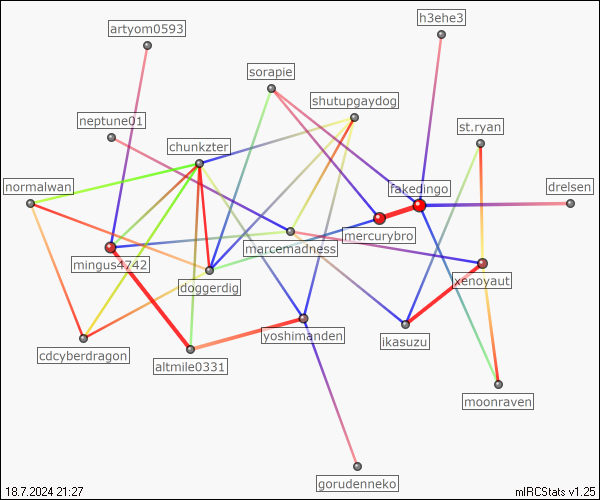 h3ehe3
artyom0593
sorapie
shutupgaydog
neptune01
st.ryan
chunkzter
normalwan
fakedingo
drelsen
mercurybro
marcemadness
mingus4742
xenoyaut
doggerdig
yoshimanden
ikasuzu
cdcyberdragon
altmile0331
moonraven
gorudenneko
18.7.2024 21:27
mIRCStats v1.25